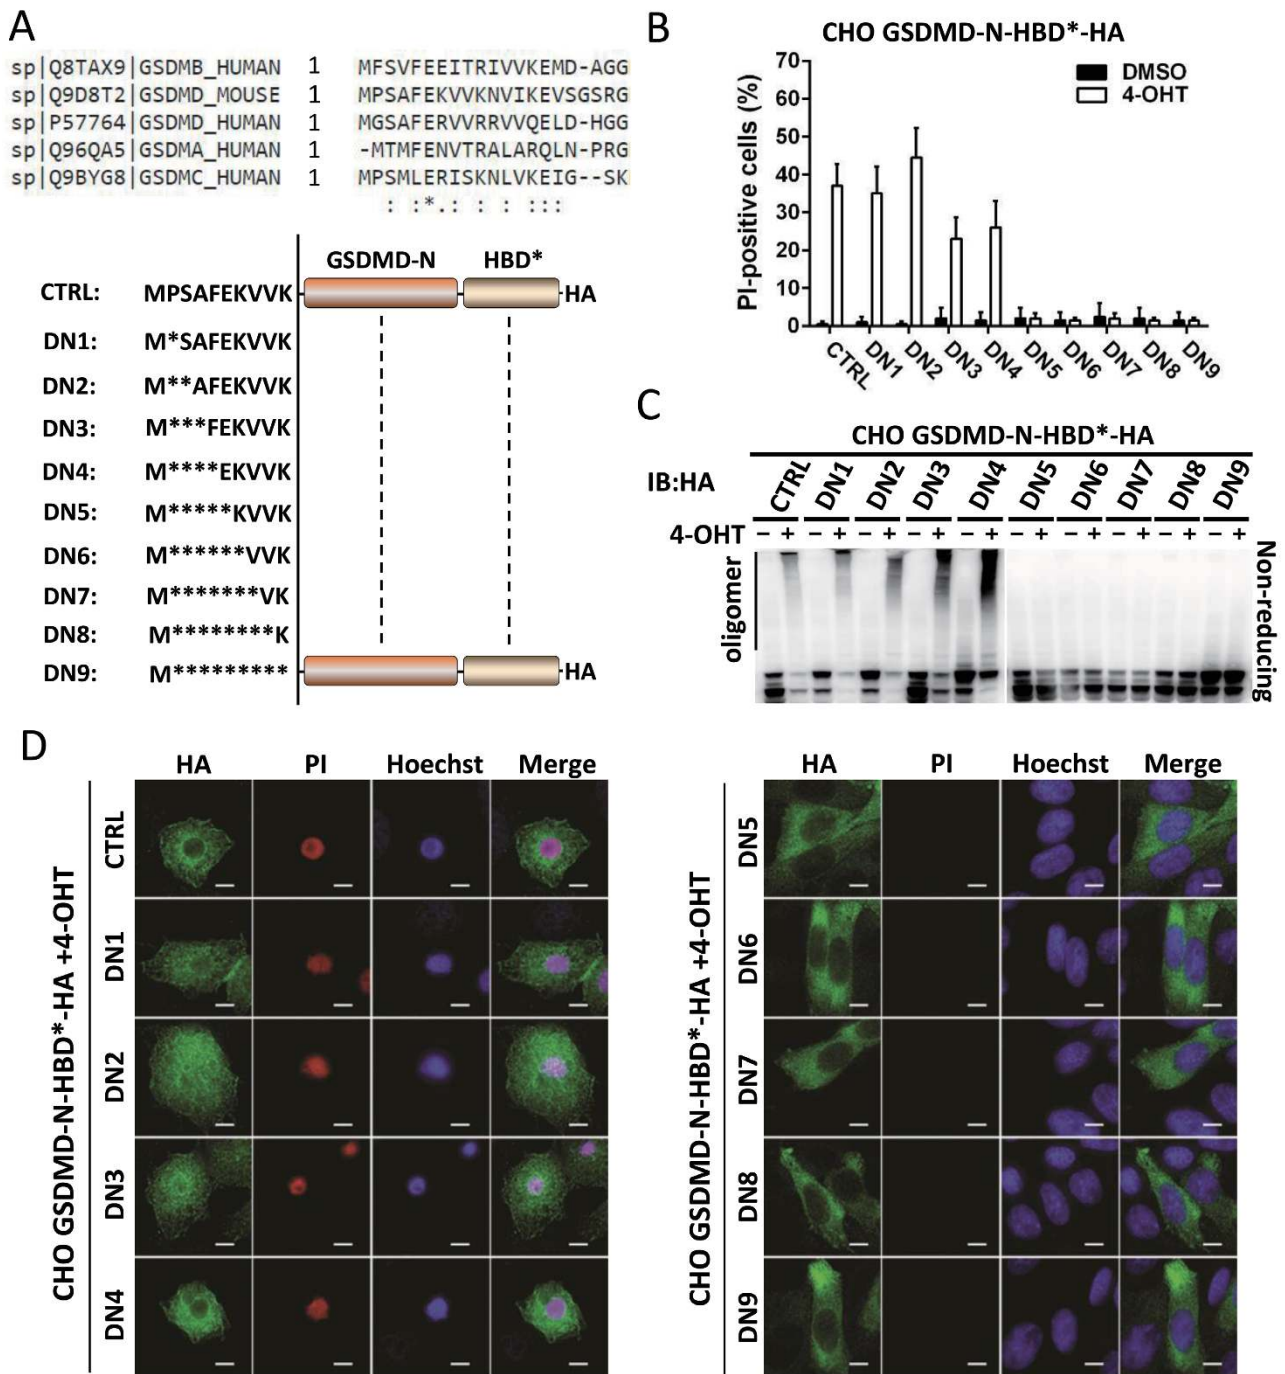 A
sp|Q8TAX9|GSDMB_HUMAN 1 MFSVFEEITRIVVKEMD-AGG
sp|Q9D8T2|GSDMD_MOUSE 1 MPSAFEKVVKNVIKEVSGSRG
sp|P57764|GSDMD_HUMAN 1 MGSAFERVVRRVVQELD-HGG
sp|Q96QA5|GSDMA_HUMAN 1 -MTMFENVTRALARQLN-PRG
sp|Q9BYG8|GSDMC_HUMAN 1 MPSMLERISKNLVKEIG--SK
: :*.: : : :::
GSDMD-N HBD*
CTRL: MPSAFEKVVK HA
DN1: M*SAFEKVVK
DN2: M**AFEKVVK
DN3: M***FEKVVK
DN4: M****EKVVK
DN5: M*****KVVK
DN6: M******VVK
DN7: M*******VK
DN8: M********K
DN9: M********* HA
B
CHO GSDMD-N-HBD*-HA
PI-positive cells (%)
70
60
50
40
30
20
10
0
DMSO
4-OHT
CTRL DN1 DN2 DN3 DN4 DN5 DN6 DN7 DN8 DN9
C
CHO GSDMD-N-HBD*-HA
IB:HA CTRL DN1 DN2 DN3 DN4 DN5 DN6 DN7 DN8 DN9
4-OHT - + - + - + - + - + - + - + - + - + - +
oligomer
Non-reducing
D
HA PI Hoechst Merge
CHO GSDMD-N-HBD*-HA +4-OHT
CTRL
DN1
DN2
DN3
DN4
HA PI Hoechst Merge
CHO GSDMD-N-HBD*-HA +4-OHT
DN5
DN6
DN7
DN8
DN9